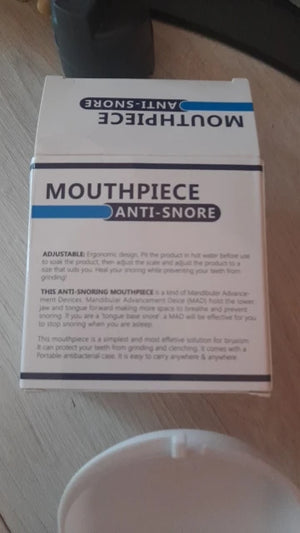 MOUTHPIECE
ANTI-SNORE
MOUTHPIECE
ANTI-SNORE
ADJUSTABLE: Ergonomic design. Pit the product in hot water before use
to soak the product, then adjust the scale and adjust the product to a
size that suits you. Heal your snoring while preventing your teeth from
grinding!
THIS ANTI-SNORING MOUTHPIECE is a kind of Mandibular Advance-
ment Devices. Mandibular Advancement Deice (MAD) holds the lower
jaw and tongue forward making more space to breathe and prevent
snoring. If you are a 'tongue base snore' a MAD will be effective for you
to stop snoring when you are asleep.
This mouthpiece is a simplest and most effetive solution for bruxism.
It can protect your teeth from grinding and clenching. It comes with a
Portable antibacterial case. It is easy to carry anywhere & anywhere.